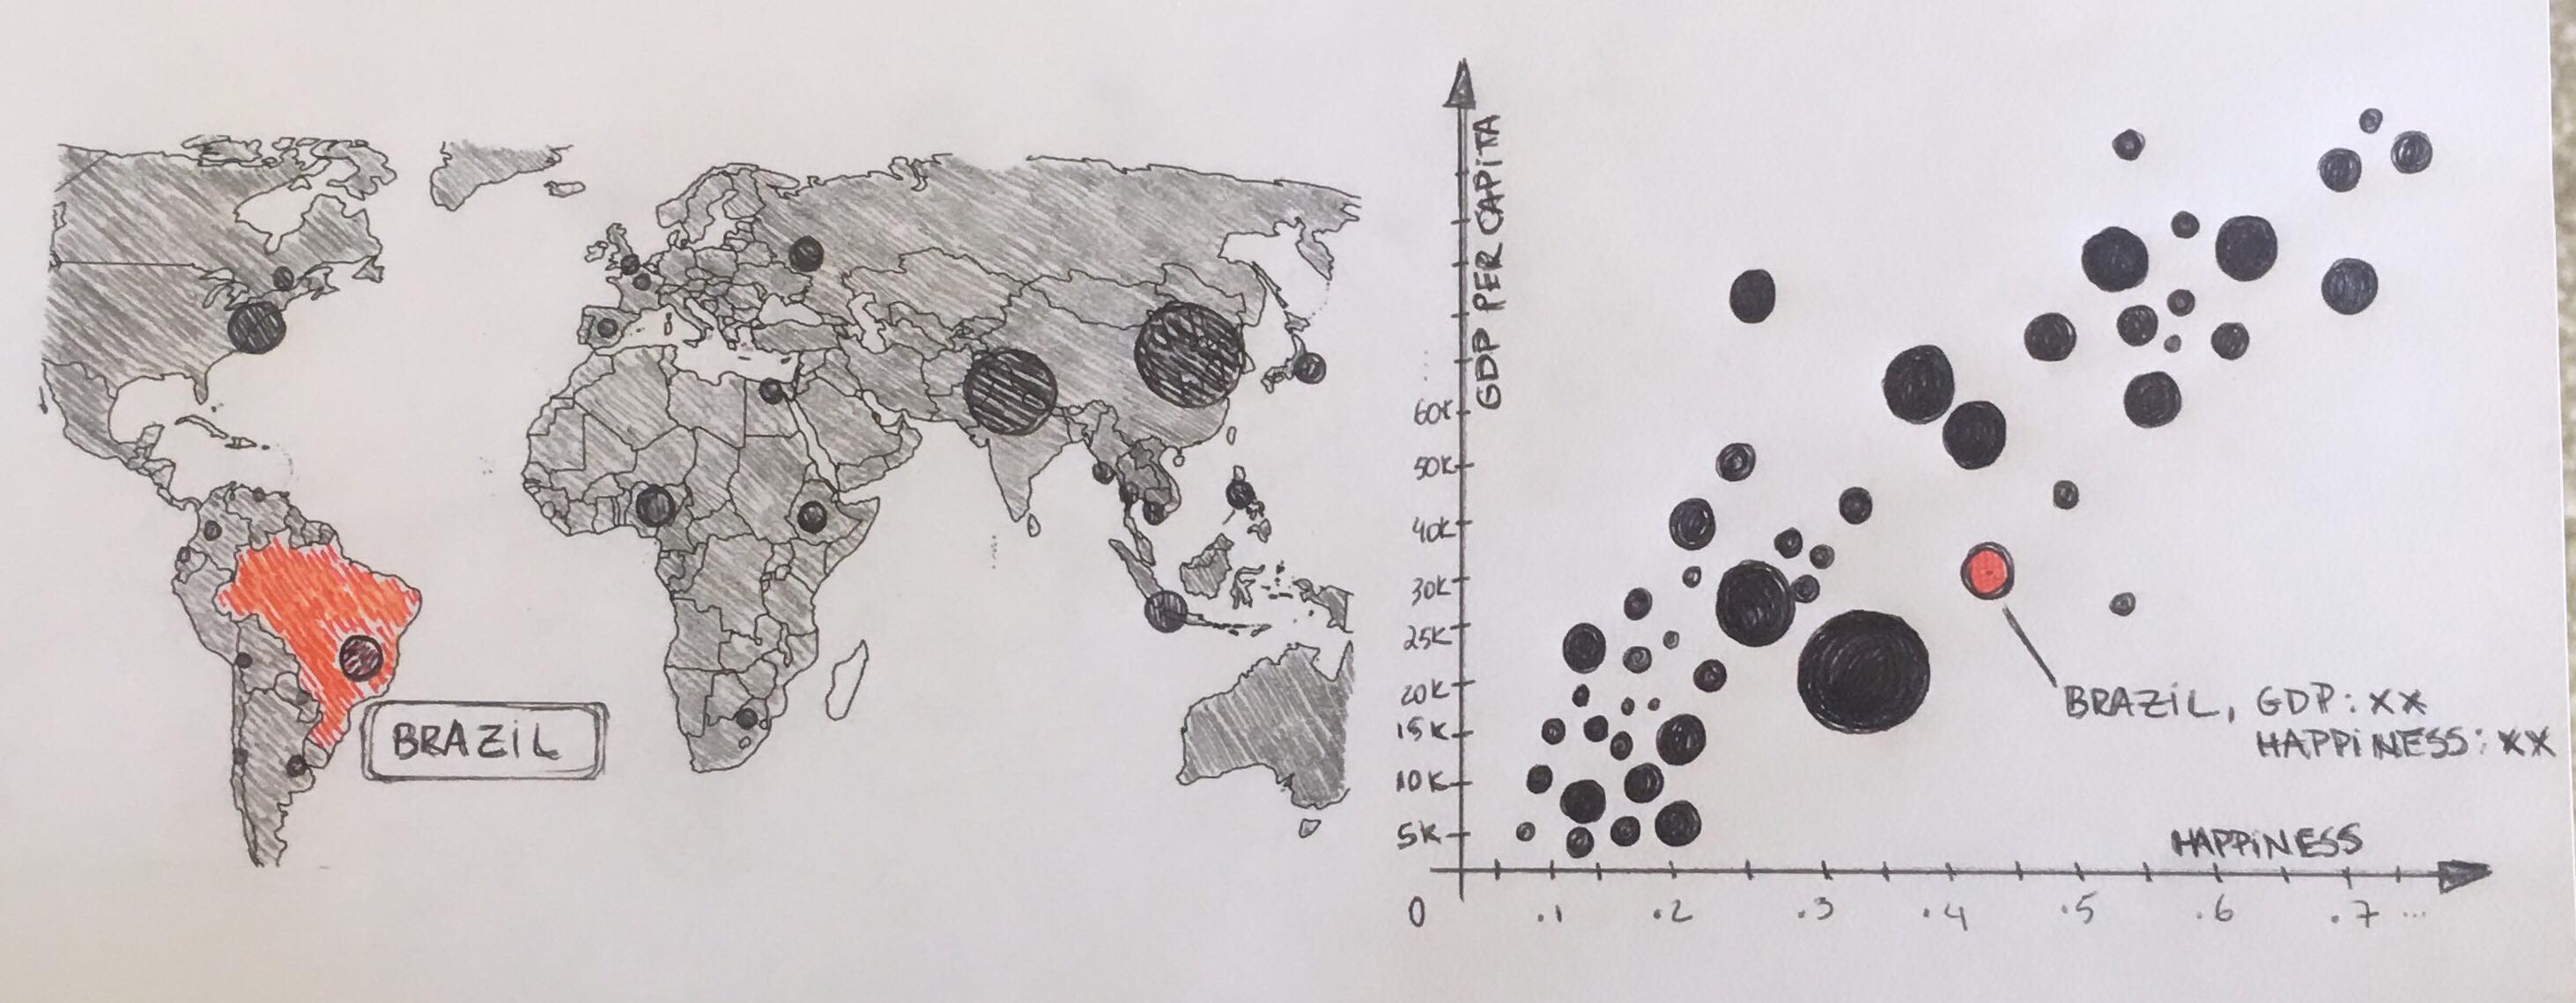 BRAZIL
GDP PER CAPITA
60K
50K
40K
30K
25K
20K
15K
10K
5K
BRAZIL, GDP: XX
HAPPINESS: XX
HAPPINESS
0 .1 .2 .3 .4 .5 .6 .7 ...